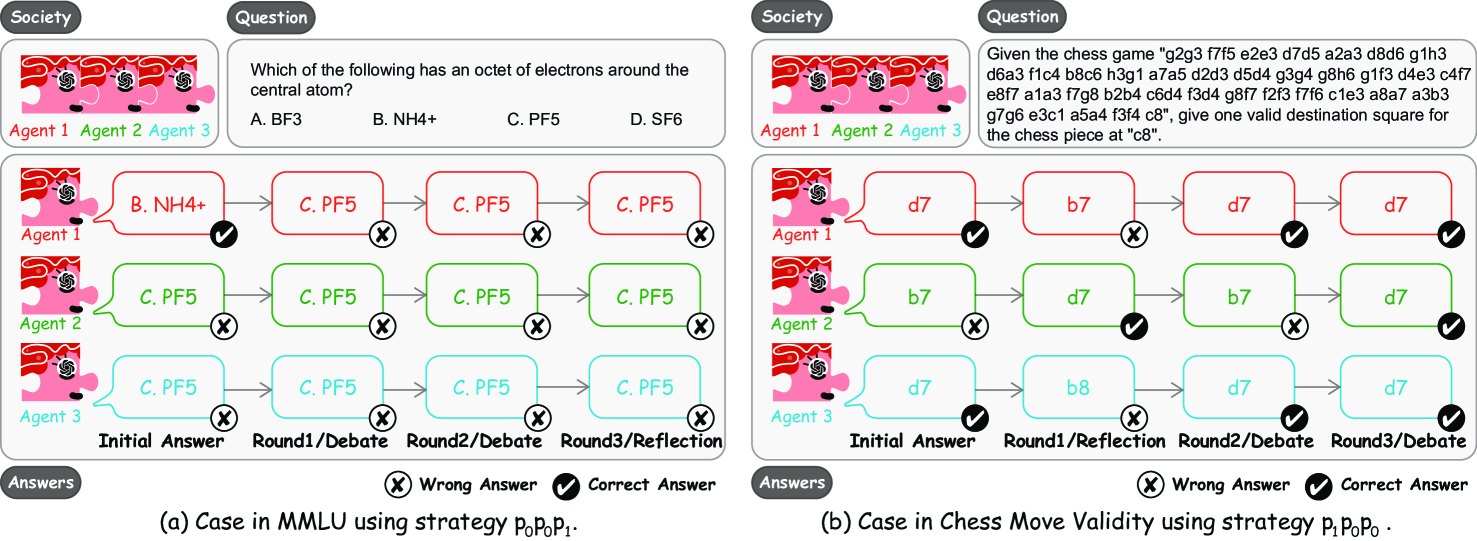 Society
Question
Agent 1 Agent 2 Agent 3
Which of the following has an octet of electrons around the
central atom?
A. BF3 B. NH4+ C. PF5 D. SF6
Agent 1
B. NH4+
C. PF5
C. PF5
C. PF5
Agent 2
C. PF5
C. PF5
C. PF5
C. PF5
Agent 3
C. PF5
C. PF5
C. PF5
C. PF5
Initial Answer Round1/Debate Round2/Debate Round3/Reflection
Answers
Wrong Answer Correct Answer
(a) Case in MMLU using strategy p0p0p1.
Society
Question
Agent 1 Agent 2 Agent 3
Given the chess game "g2g3 f7f5 e2e3 d7d5 a2a3 d8d6 g1h3
d6a3 f1c4 b8c6 h3g1 a7a5 d2d3 d5d4 g3g4 g8h6 g1f3 d4e3 c4f7
e8f7 a1a3 f7g8 b2b4 c6d4 f3d4 g8f7 f2f3 f7f6 c1e3 a8a7 a3b3
g7g6 e3c1 a5a4 f3f4 c8", give one valid destination square for
the chess piece at "c8".
Agent 1
d7
b7
d7
d7
Agent 2
b7
d7
b7
d7
Agent 3
d7
b8
d7
d7
Initial Answer Round1/Reflection Round2/Debate Round3/Debate
Answers
Wrong Answer Correct Answer
(b) Case in Chess Move Validity using strategy p1p0p0 .